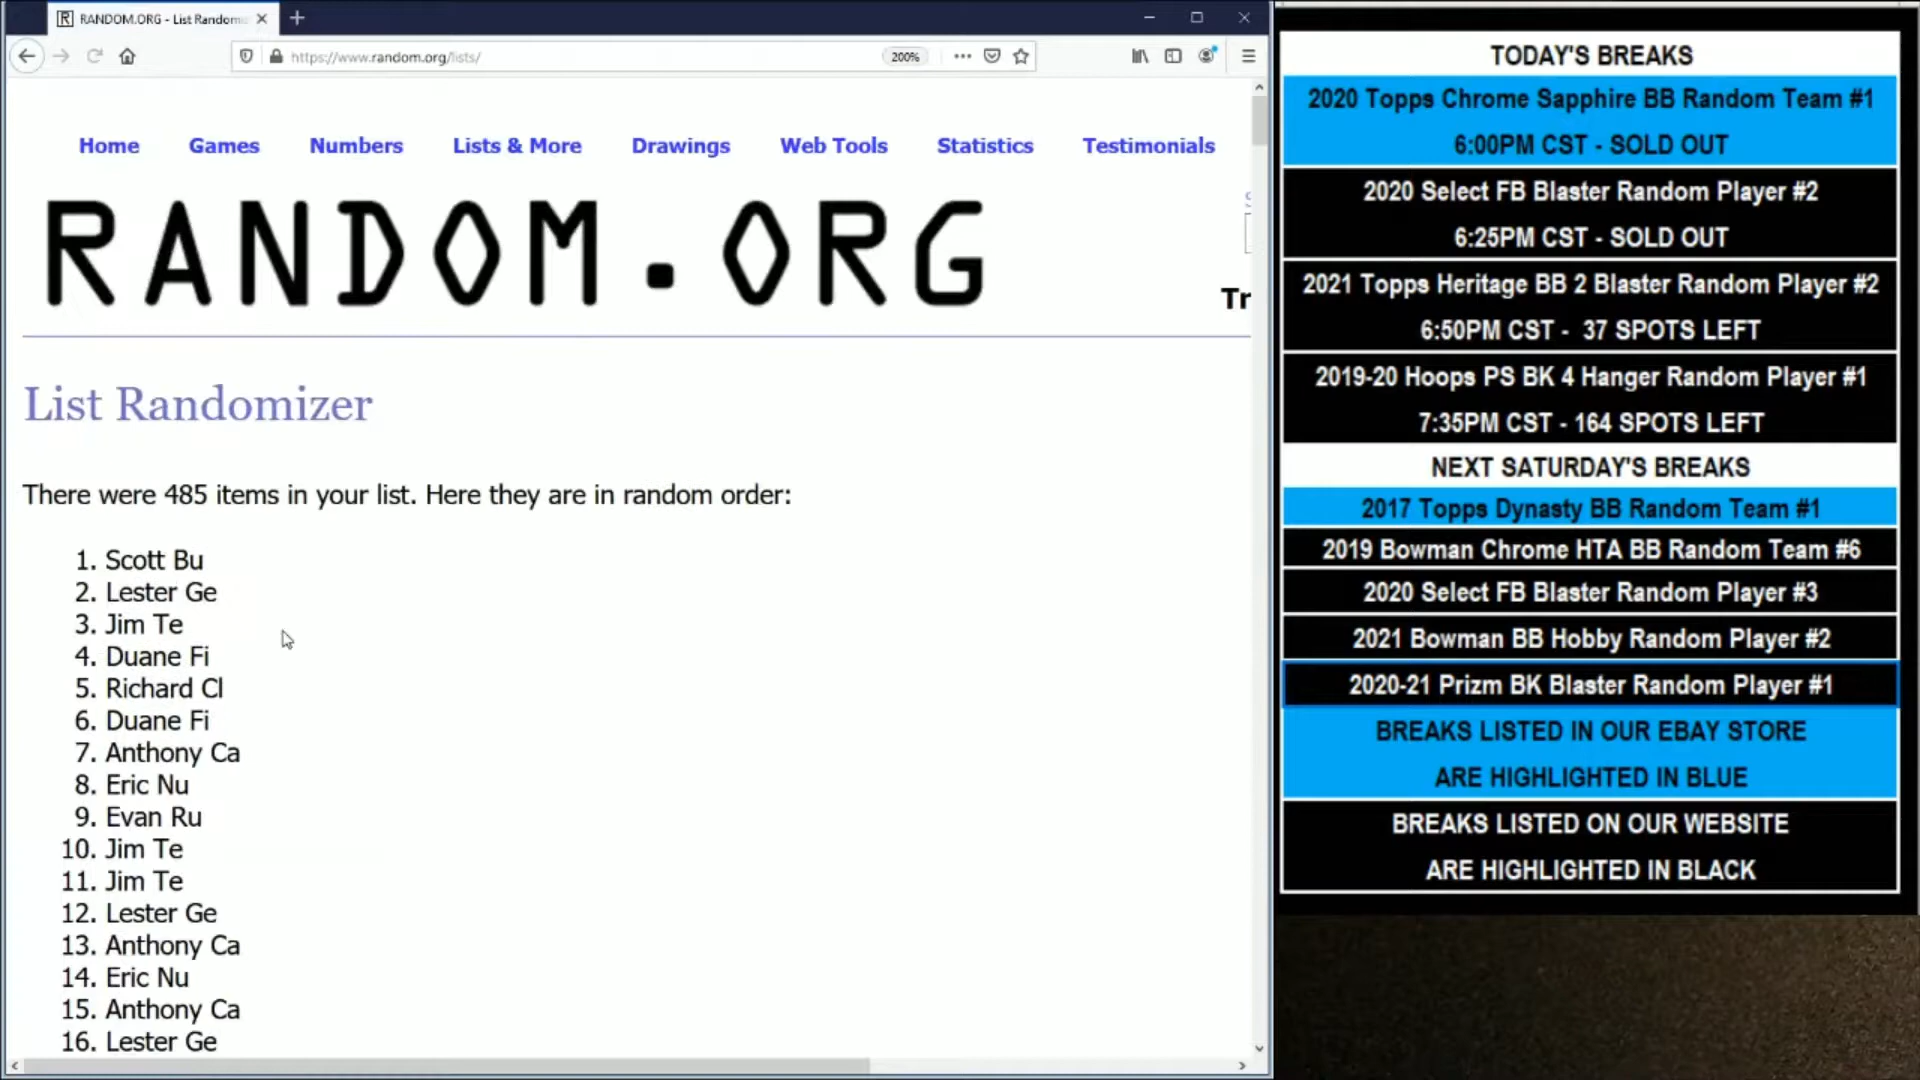 RANDOM.ORG - List Randomi
https://www.random.org/lists/
200%
Home Games Numbers Lists & More Drawings Web Tools Statistics Testimonials
RANDOM.ORG
Tr
List Randomizer
There were 485 items in your list. Here they are in random order:
1. Scott Bu
2. Lester Ge
3. Jim Te
4. Duane Fi
5. Richard Cl
6. Duane Fi
7. Anthony Ca
8. Eric Nu
9. Evan Ru
10. Jim Te
11. Jim Te
12. Lester Ge
13. Anthony Ca
14. Eric Nu
15. Anthony Ca
16. Lester Ge
TODAY'S BREAKS
2020 Topps Chrome Sapphire BB Random Team #1
6:00PM CST - SOLD OUT
2020 Select FB Blaster Random Player #2
6:25PM CST - SOLD OUT
2021 Topps Heritage BB 2 Blaster Random Player #2
6:50PM CST - 37 SPOTS LEFT
2019-20 Hoops PS BK 4 Hanger Random Player #1
7:35PM CST - 164 SPOTS LEFT
NEXT SATURDAY'S BREAKS
2017 Topps Dynasty BB Random Team #1
2019 Bowman Chrome HTA BB Random Team #6
2020 Select FB Blaster Random Player #3
2021 Bowman BB Hobby Random Player #2
2020-21 Prizm BK Blaster Random Player #1
BREAKS LISTED IN OUR EBAY STORE
ARE HIGHLIGHTED IN BLUE
BREAKS LISTED ON OUR WEBSITE
ARE HIGHLIGHTED IN BLACK